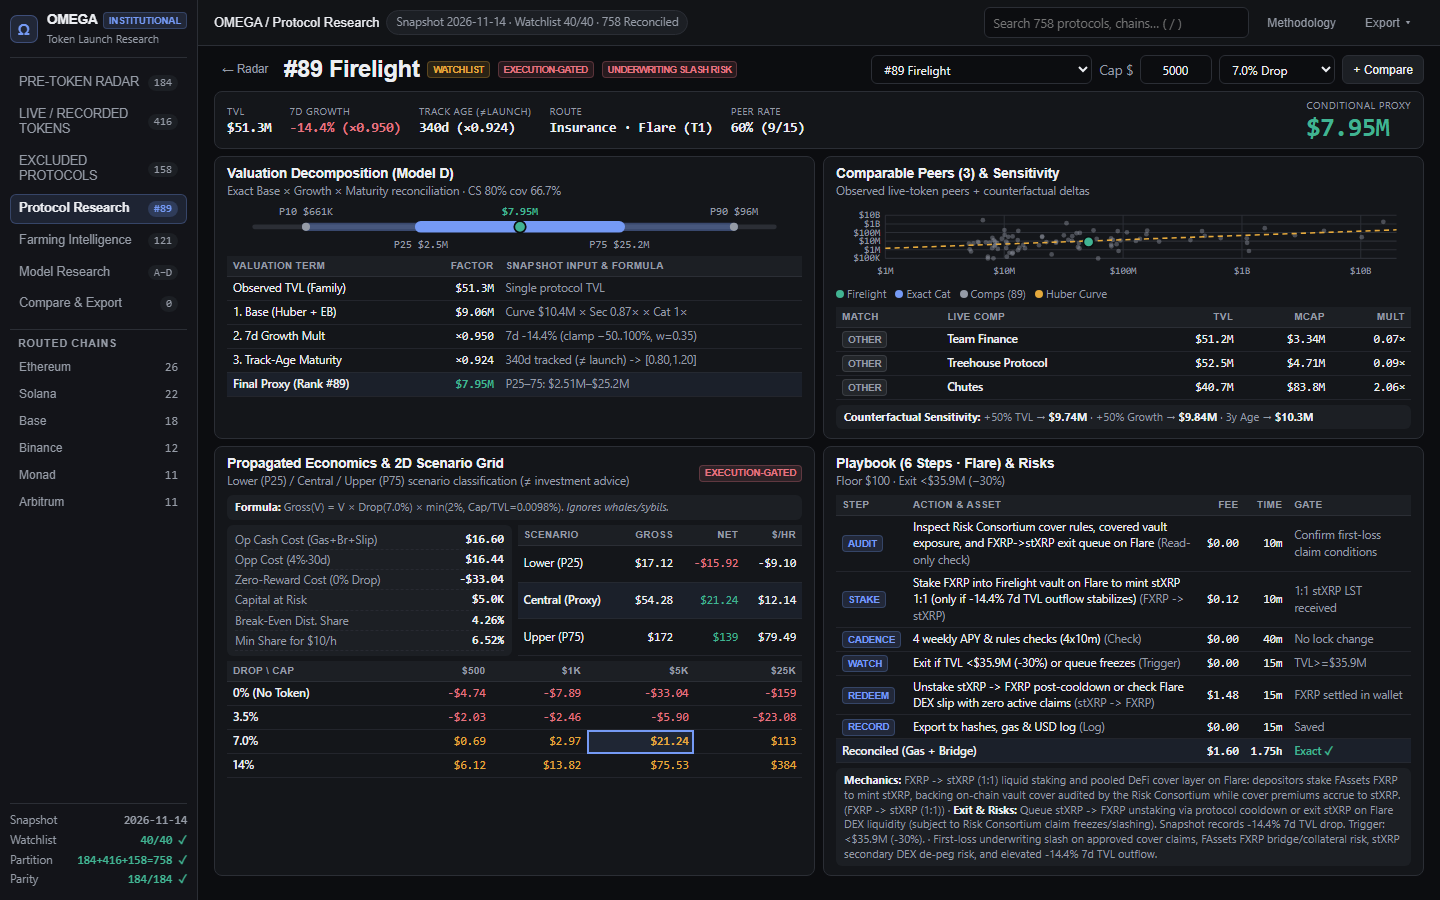 Ω
OMEGA INSTITUTIONAL
Token Launch Research
PRE-TOKEN RADAR 184
LIVE / RECORDED TOKENS 416
EXCLUDED PROTOCOLS 158
Protocol Research #89
Farming Intelligence 121
Model Research A–D
Compare & Export 0
ROUTED CHAINS
Ethereum 26
Solana 22
Base 18
Binance 12
Monad 11
Arbitrum 11
Snapshot 2026-11-14
Watchlist 40/40 ✓
Partition 184+416+158=758 ✓
Parity 184/184 ✓
OMEGA / Protocol Research Snapshot 2026-11-14 · Watchlist 40/40 · 758 Reconciled
Search 758 protocols, chains... ( / ) Methodology Export ▾
← Radar #89 Firelight WATCHLIST EXECUTION-GATED UNDERWRITING SLASH RISK
#89 Firelight Cap $ 5000 7.0% Drop + Compare
TVL 7D GROWTH TRACK AGE (≠LAUNCH) ROUTE PEER RATE
$51.3M -14.4% (×0.950) 340d (×0.924) Insurance · Flare (T1) 60% (9/15)
CONDITIONAL PROXY
$7.95M
Valuation Decomposition (Model D)
Exact Base × Growth × Maturity reconciliation · CS 80% cov 66.7%
P10 $661K $7.95M P90 $96M
P25 $2.5M P75 $25.2M
VALUATION TERM FACTOR SNAPSHOT INPUT & FORMULA
Observed TVL (Family) $51.3M Single protocol TVL
1. Base (Huber + EB) $9.06M Curve $10.4M × Sec 0.87× × Cat 1×
2. 7d Growth Mult ×0.950 7d -14.4% (clamp −50..100%, w=0.35)
3. Track-Age Maturity ×0.924 340d tracked (≠ launch) -> [0.80,1.20]
Final Proxy (Rank #89) $7.95M P25–75: $2.51M–$25.2M
Comparable Peers (3) & Sensitivity
Observed live-token peers + counterfactual deltas
$10B
$1B
$100M
$10M
$1M
$100K
$1M $10M $100M $1B $10B
Firelight Exact Cat Comps (89) Huber Curve
MATCH LIVE COMP TVL MCAP MULT
OTHER Team Finance $51.2M $3.34M 0.07×
OTHER Treehouse Protocol $52.5M $4.71M 0.09×
OTHER Chutes $40.7M $83.8M 2.06×
Counterfactual Sensitivity: +50% TVL → $9.74M · +50% Growth → $9.84M · 3y Age → $10.3M
Propagated Economics & 2D Scenario Grid
Lower (P25) / Central / Upper (P75) scenario classification (≠ investment advice)
EXECUTION-GATED
Formula: Gross(V) = V × Drop(7.0%) × min(2%, Cap/TVL=0.0098%). Ignores whales/sybils.
Op Cash Cost (Gas+Br+Slip) $16.60
Opp Cost (4%·30d) $16.44
Zero-Reward Cost (0% Drop) -$33.04
Capital at Risk $5.0K
Break-Even Dist. Share 4.26%
Min Share for $10/h 6.52%
SCENARIO GROSS NET $/HR
Lower (P25) $17.12 -$15.92 -$9.10
Central (Proxy) $54.28 $21.24 $12.14
Upper (P75) $172 $139 $79.49
DROP \ CAP $500 $1K $5K $25K
0% (No Token) -$4.74 -$7.89 -$33.04 -$159
3.5% -$2.03 -$2.46 -$5.90 -$23.08
7.0% $0.69 $2.97 $21.24 $113
14% $6.12 $13.82 $75.53 $384
Playbook (6 Steps · Flare) & Risks
Floor $100 · Exit <$35.9M (−30%)
STEP ACTION & ASSET FEE TIME GATE
AUDIT Inspect Risk Consortium cover rules, covered vault exposure, and FXRP->stXRP exit queue on Flare (Read-only check) $0.00 10m Confirm first-loss claim conditions
STAKE Stake FXRP into Firelight vault on Flare to mint stXRP 1:1 (only if -14.4% 7d TVL outflow stabilizes) (FXRP -> stXRP) $0.12 10m 1:1 stXRP LST received
CADENCE 4 weekly APY & rules checks (4x10m) (Check) $0.00 40m No lock change
WATCH Exit if TVL <$35.9M (-30%) or queue freezes (Trigger) $0.00 15m TVL>=$35.9M
REDEEM Unstake stXRP -> FXRP post-cooldown or check Flare DEX slip with zero active claims (stXRP -> FXRP) $1.48 15m FXRP settled in wallet
RECORD Export tx hashes, gas & USD log (Log) $0.00 15m Saved
Reconciled (Gas + Bridge) $1.60 1.75h Exact ✓
Mechanics: FXRP -> stXRP (1:1) liquid staking and pooled DeFi cover layer on Flare: depositors stake FAssets FXRP
to mint stXRP, backing on-chain vault cover audited by the Risk Consortium while cover premiums accrue to stXRP.
(FXRP -> stXRP (1:1)) · Exit & Risks: Queue stXRP -> FXRP unstaking via protocol cooldown or exit stXRP on Flare
DEX liquidity (subject to Risk Consortium claim freezes/slashing). Snapshot records -14.4% 7d TVL drop. Trigger:
<$35.9M (-30%). · First-loss underwriting slash on approved cover claims, FAssets FXRP bridge/collateral risk, stXRP
secondary DEX de-peg risk, and elevated -14.4% 7d TVL outflow.